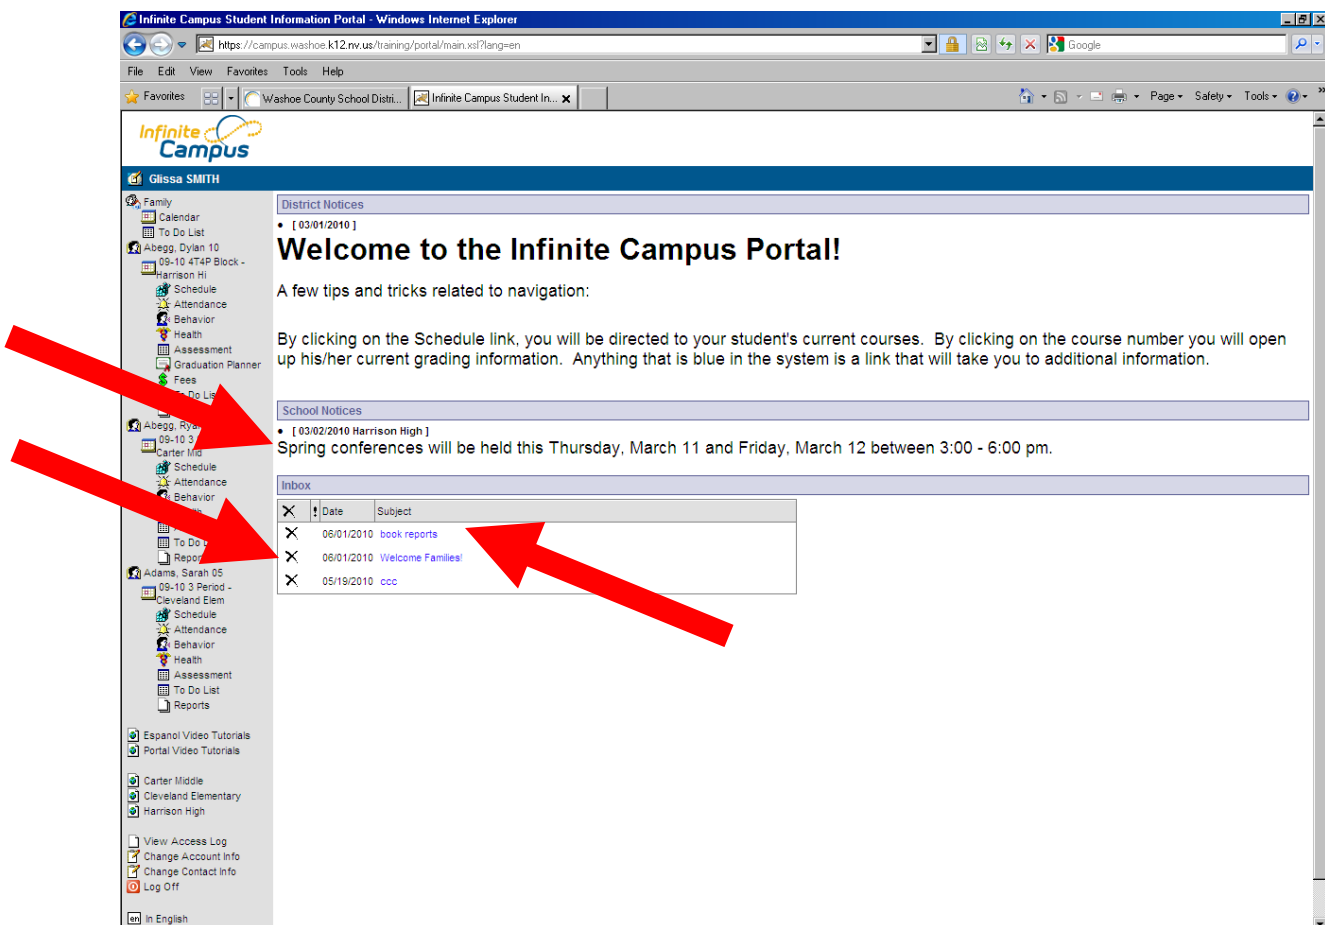 Infinite Campus Student Information Portal - Windows Internet Explorer
https://campus.washoe.k12.nv.us/training/portal/main.xsl?lang=en
Google
File Edit View Favorites Tools Help
Favorites
Washoe County School Distri...
Infinite Campus Student In...
Page Safety Tools
Infinite Campus
Glissa SMITH
Family
Calendar
To Do List
Abegg, Dylan 10
09-10 4T4P Block -
Harrison Hi
Schedule
Attendance
Behavior
Health
Assessment
Graduation Planner
Fees
To Do Lis
Abegg, Rya
09-10 3
Carter Mid
Schedule
Attendance
Behavior
To Do L
Repor
Adams, Sarah 05
09-10 3 Period -
Cleveland Elem
Schedule
Attendance
Behavior
Health
Assessment
To Do List
Reports
Espanol Video Tutorials
Portal Video Tutorials
Carter Middle
Cleveland Elementary
Harrison High
View Access Log
Change Account Info
Change Contact Info
Log Off
en In English
District Notices
• [ 03/01/2010 ]
Welcome to the Infinite Campus Portal!
A few tips and tricks related to navigation:
By clicking on the Schedule link, you will be directed to your student's current courses. By clicking on the course number you will open
up his/her current grading information. Anything that is blue in the system is a link that will take you to additional information.
School Notices
• [ 03/02/2010 Harrison High ]
Spring conferences will be held this Thursday, March 11 and Friday, March 12 between 3:00 - 6:00 pm.
Inbox
! Date Subject
06/01/2010 book reports
06/01/2010 Welcome Families!
05/19/2010 ccc